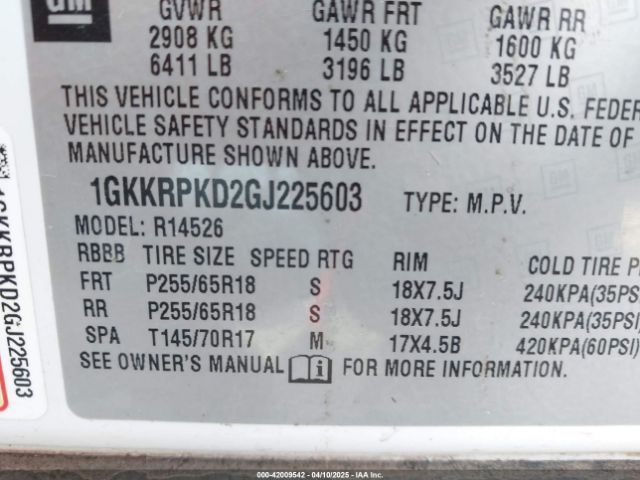 GM
GVWR GAWR FRT GAWR RR
2908 KG 1450 KG 1600 KG
6411 LB 3196 LB 3527 LB
THIS VEHICLE CONFORMS TO ALL APPLICABLE U.S. FEDER
VEHICLE SAFETY STANDARDS IN EFFECT ON THE DATE OF
MANUFACTURE SHOWN ABOVE.
1GKKRPKD2GJ225603 TYPE: M.P.V.
MODEL: R14526
RBBB TIRE SIZE SPEED RTG RIM COLD TIRE P
FRT P255/65R18 S 18X7.5J 240KPA(35PSI
RR P255/65R18 S 18X7.5J 240KPA(35PSI)
SPA T145/70R17 M 17X4.5B 420KPA(60PSI)
SEE OWNER'S MANUAL FOR MORE INFORMATION.
1GKKRPKD2GJ225603
000-42009542 - 04/10/2025 - IAAI.COM